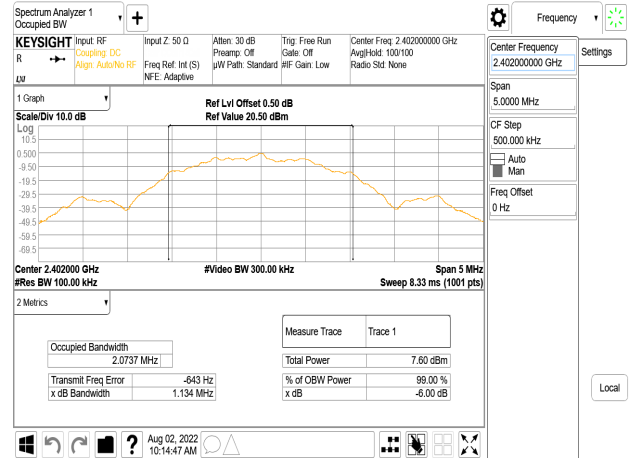 Spectrum Analyzer 1
Occupied BW
Frequency
KEYSIGHT
R
LXI
Input: RF
Coupling: DC
Align: Auto/No RF
Input Z: 50 Ω
Freq Ref: Int (S)
NFE: Adaptive
Atten: 30 dB
Preamp: Off
µW Path: Standard
Trig: Free Run
Gate: Off
#IF Gain: Low
Center Freq: 2.402000000 GHz
Avg|Hold: 100/100
Radio Std: None
Center Frequency
2.402000000 GHz
Settings
Span
5.0000 MHz
CF Step
500.000 kHz
Auto
Man
Freq Offset
0 Hz
Local
1 Graph
Scale/Div 10.0 dB
Ref Lvl Offset 0.50 dB
Ref Value 20.50 dBm
Log
10.5
0.500
-9.50
-19.5
-29.5
-39.5
-49.5
-59.5
-69.5
Center 2.402000 GHz
#Video BW 300.00 kHz
Span 5 MHz
#Res BW 100.00 kHz
Sweep 8.33 ms (1001 pts)
2 Metrics
Measure Trace Trace 1
Occupied Bandwidth
2.0737 MHz
Total Power 7.60 dBm
Transmit Freq Error -643 Hz
% of OBW Power 99.00 %
x dB Bandwidth 1.134 MHz
x dB -6.00 dB
?
Aug 02, 2022
10:14:47 AM